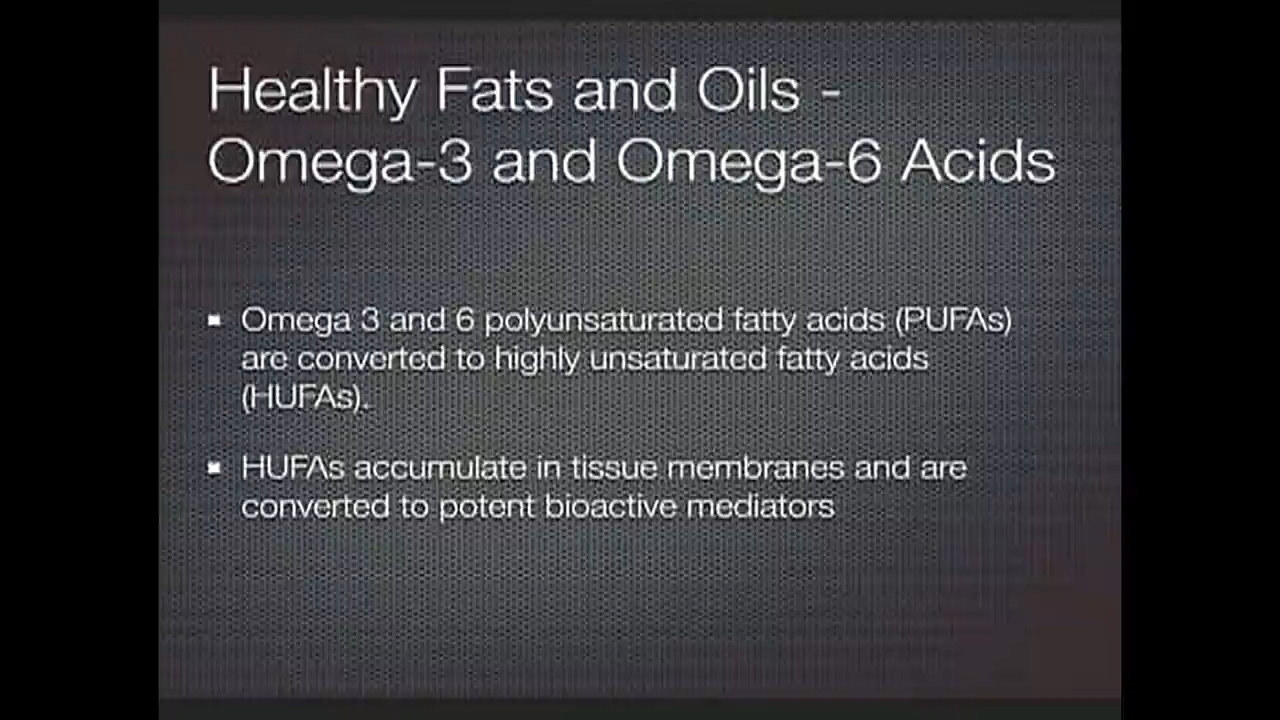 Healthy Fats and Oils -
Omega-3 and Omega-6 Acids
Omega 3 and 6 polyunsaturated fatty acids (PUFAs)
are converted to highly unsaturated fatty acids
(HUFAs).
HUFAs accumulate in tissue membranes and are
converted to potent bioactive mediators